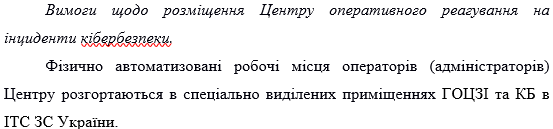 Вимоги щодо розміщення Центру оперативного реагування на
інциденти кібербезпеки,
Фізично автоматизовані робочі місця операторів (адміністраторів)
Центру розгортаються в спеціально виділених приміщеннях ГОЦЗІ та КБ в
ІТС ЗС України.